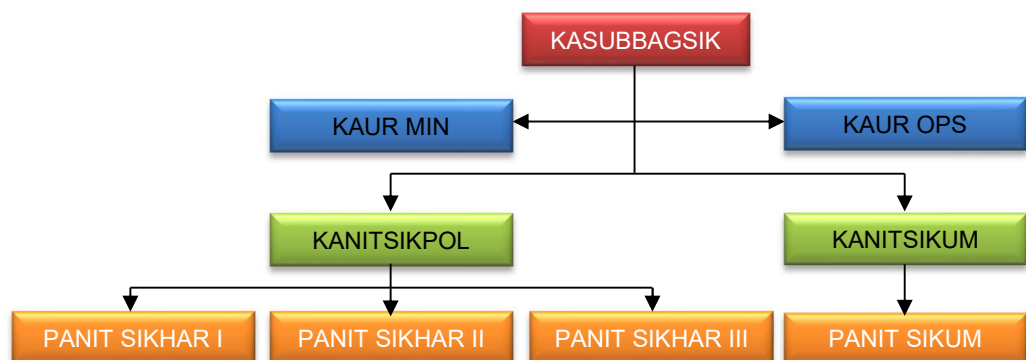 KASUBBAGSIK
KAUR MIN
KAUR OPS
KANITSIKPOL
KANITSIKUM
PANIT SIKHAR I
PANIT SIKHAR II
PANIT SIKHAR III
PANIT SIKUM